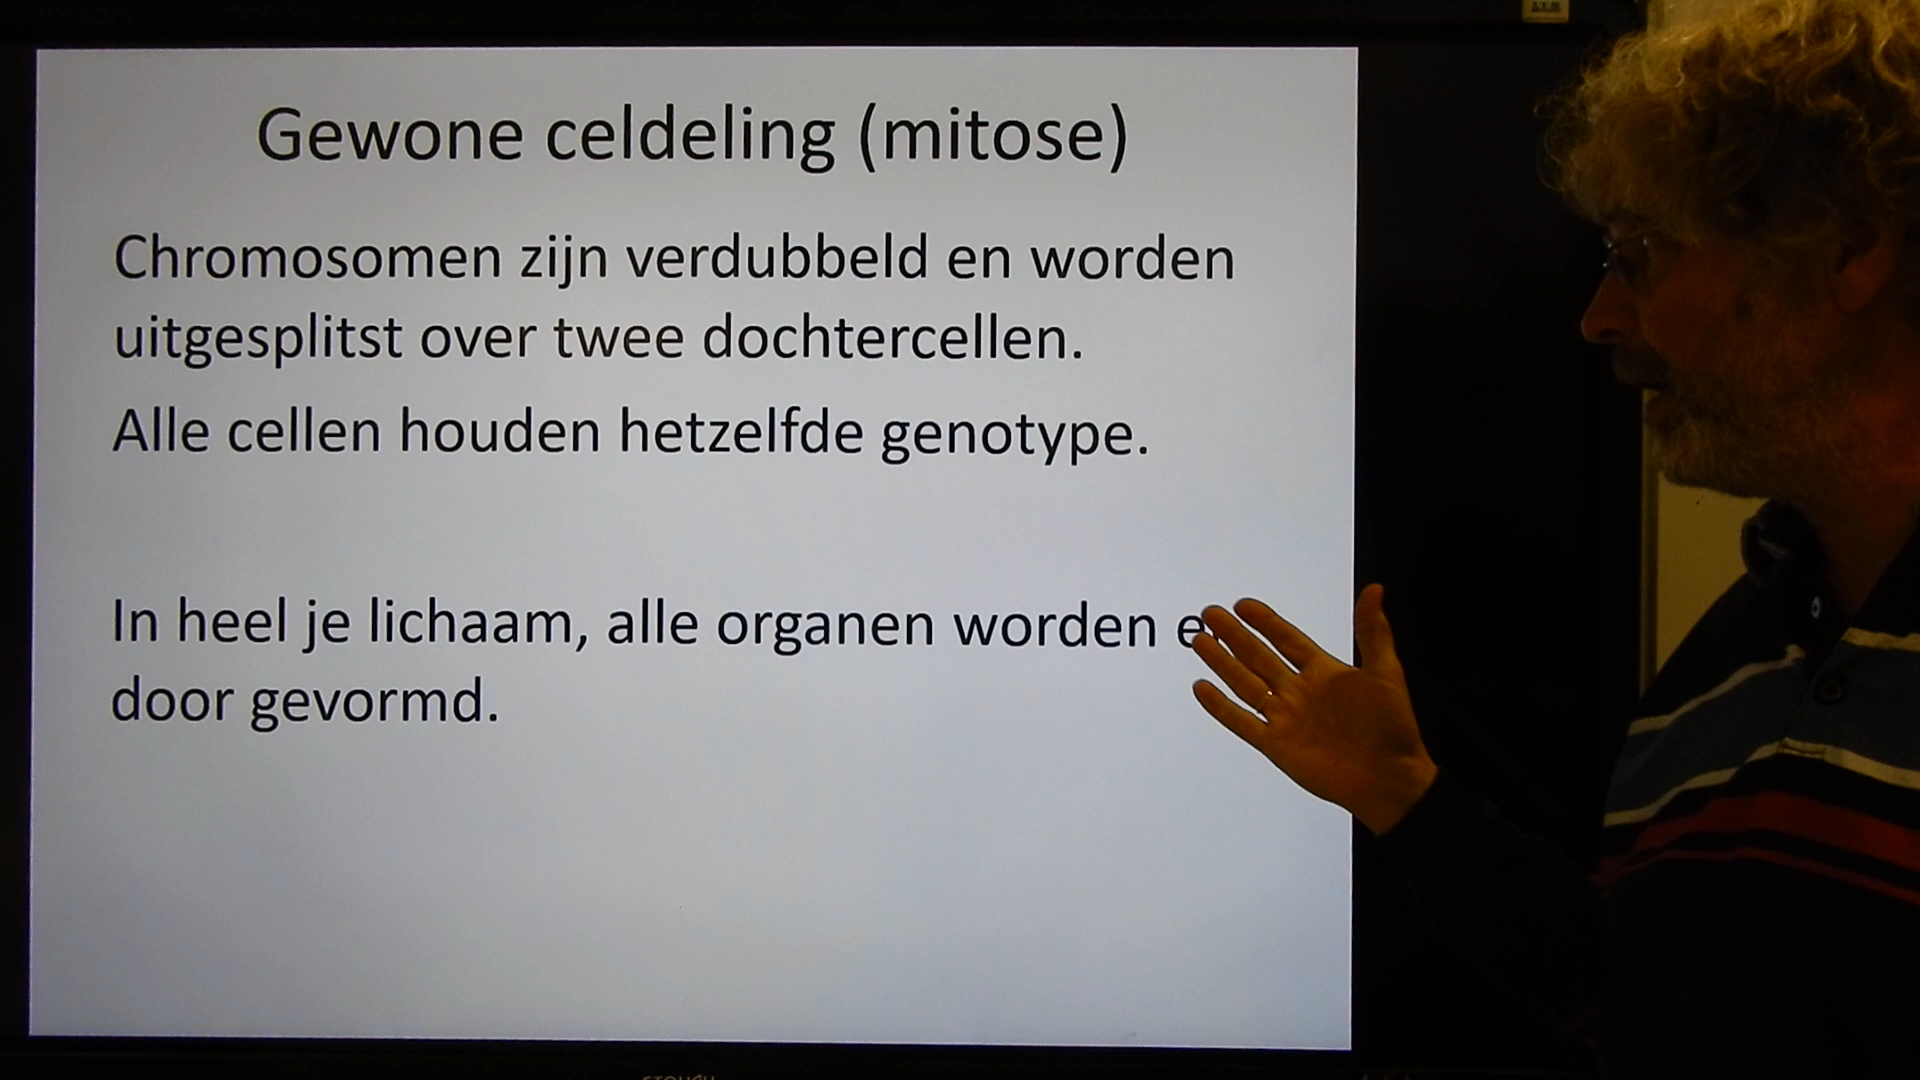 Gewone celdeling (mitose)
Chromosomen zijn verdubbeld en worden
uitgesplitst over twee dochtercellen.
Alle cellen houden hetzelfde genotype.
In heel je lichaam, alle organen worden
door gevormd.